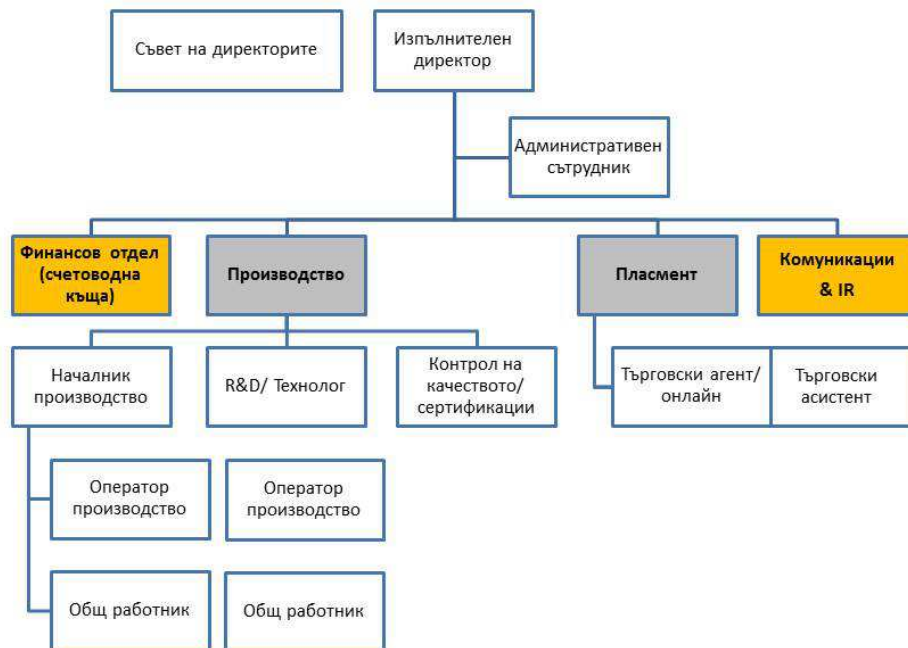 Съвет на директорите
Изпълнителен
директор
Административен
сътрудник
Финансов отдел
(счетоводна
къща)
Производство
Пласмент
Комуникации
& IR
Началник
производство
R&D/ Технолог
Контрол на
качеството/
сертификации
Търговски агент/
онлайн
Търговски
асистент
Оператор
производство
Оператор
производство
Общ работник
Общ работник